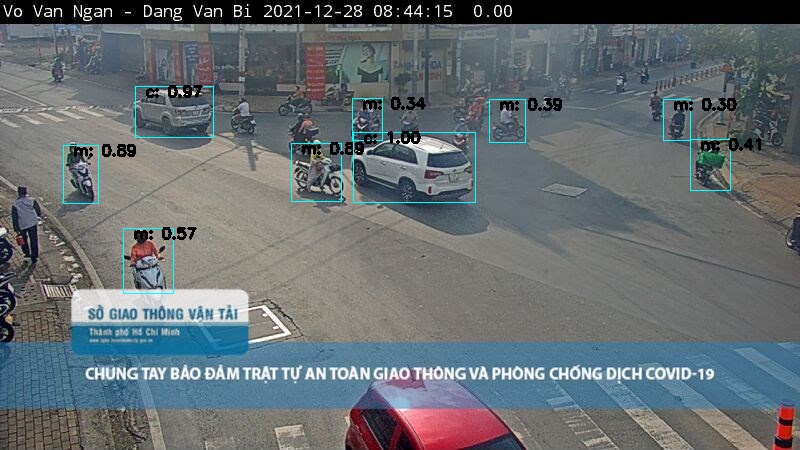 Vo Van Ngan - Dang Van Bi 2021-12-28 08:44:15 0.00
c: 0.97
m: 0.34
m: 0.39
m: 0.30
c: 1.00
m: 0.41
m: 0.89
m: 0.89
m: 0.57
SỞ GIAO THÔNG VẬN TẢI
Thành phố Hồ Chí Minh
CHUNG TAY BẢO ĐẢM TRẬT TỰ AN TOÀN GIAO THÔNG VÀ PHÒNG CHỐNG DỊCH COVID-19